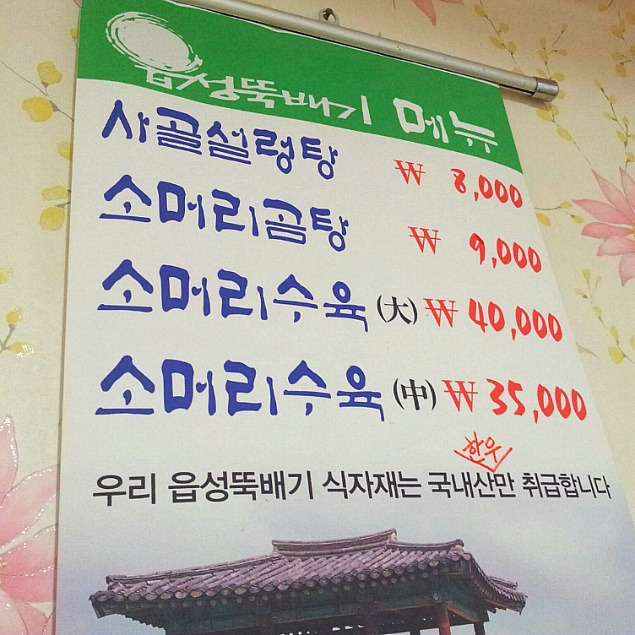 읍성뚝배기 메뉴
사골설렁탕 ₩ 8,000
소머리곰탕 ₩ 9,000
소머리수육 (大) ₩ 40,000
소머리수육 (中) ₩ 35,000
한우
우리 읍성뚝배기 식자재는 국내산만 취급합니다